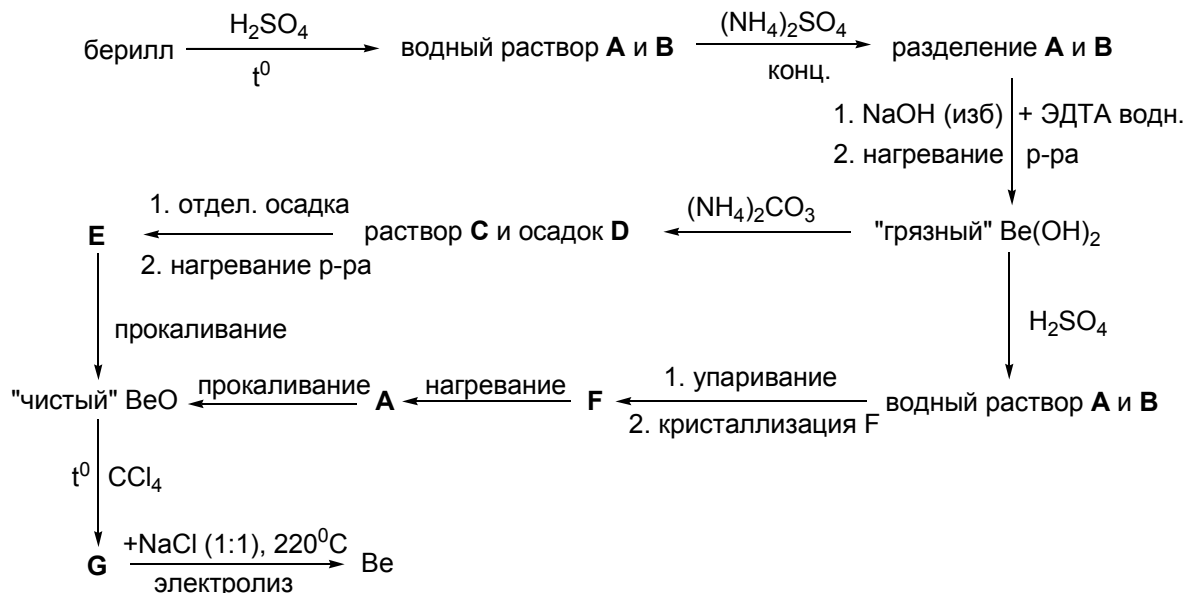 берилл
H2SO4
t0
водный раствор A и B
(NH4)2SO4
конц.
разделение A и B
1. NaOH (изб) + ЭДТА водн.
2. нагревание р-ра
"грязный" Be(OH)2
(NH4)2CO3
раствор C и осадок D
1. отдел. осадка
2. нагревание р-ра
E
прокаливание
H2SO4
"чистый" BeO
прокаливание
A
нагревание
F
1. упаривание
2. кристаллизация F
водный раствор A и B
t0 CCl4
G
+NaCl (1:1), 2200C
электролиз
Be